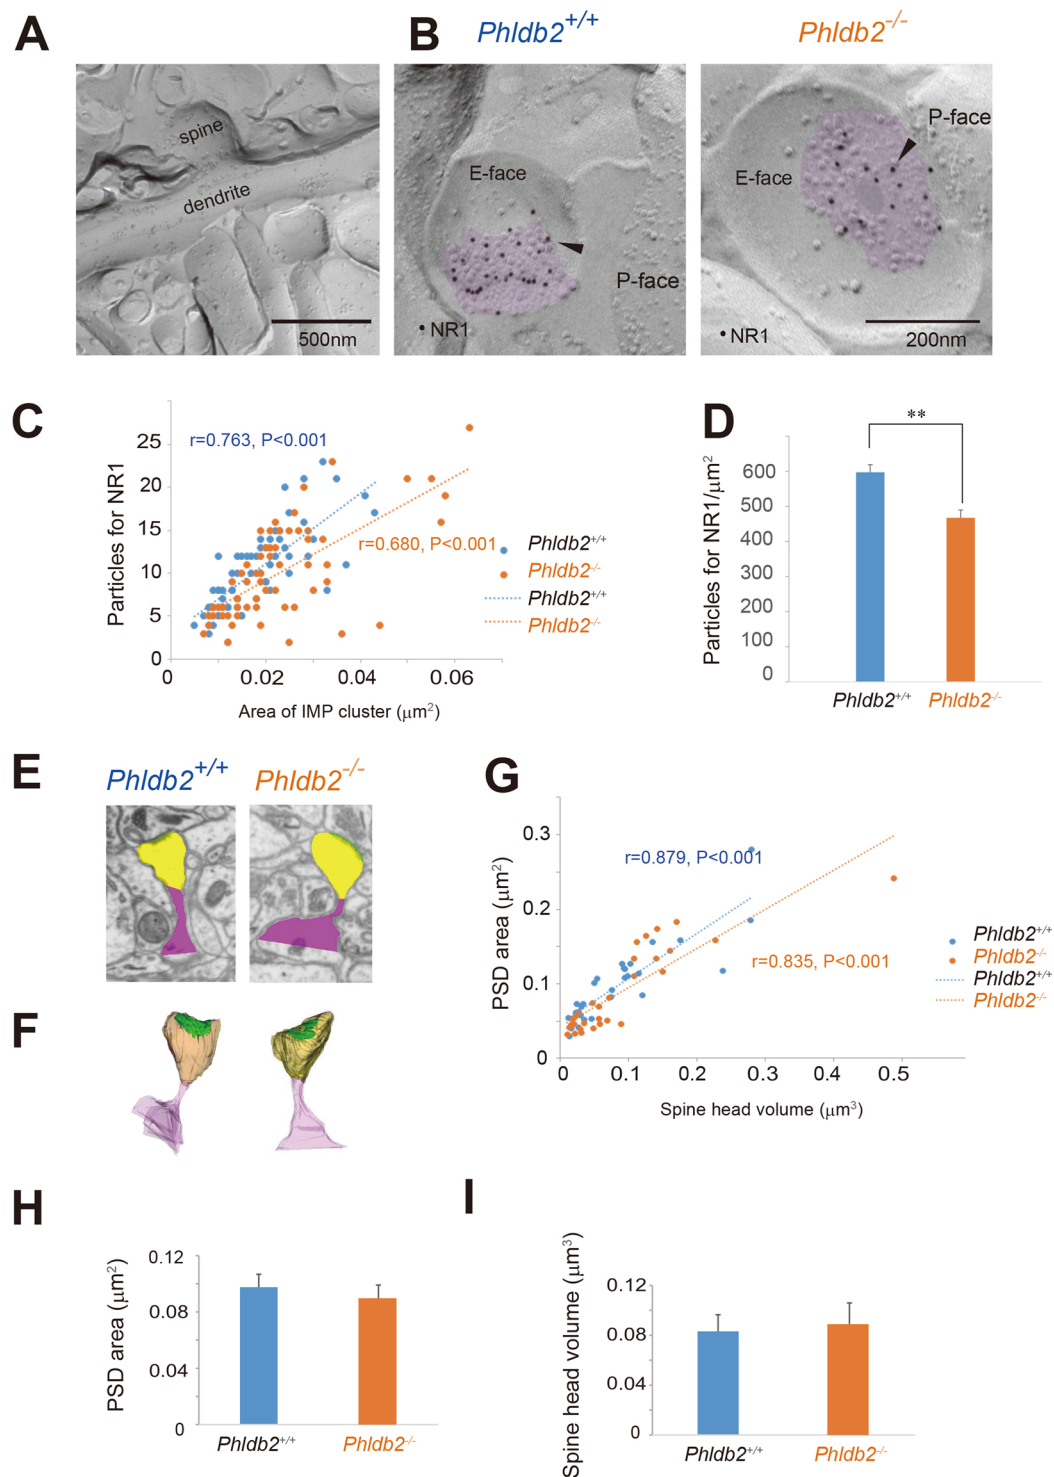 A
spine
dendrite
500nm
B
Phldb2+/+
Phldb2-/-
E-face
P-face
• NR1
E-face
P-face
• NR1
200nm
C
Particles for NR1
25
20
15
10
5
0
0
0.02
0.04
0.06
Area of IMP cluster (μm²)
r=0.763, P<0.001
r=0.680, P<0.001
Phldb2+/+
Phldb2-/-
Phldb2+/+
Phldb2-/-
D
**
Particles for NR1/μm²
600
500
400
300
200
100
0
Phldb2+/+
Phldb2-/-
E
Phldb2+/+
Phldb2-/-
F
G
PSD area (μm²)
0.3
0.2
0.1
0
0
0.1
0.2
0.3
0.4
0.5
Spine head volume (μm³)
r=0.879, P<0.001
r=0.835, P<0.001
Phldb2+/+
Phldb2-/-
Phldb2+/+
Phldb2-/-
H
PSD area (μm²)
0.12
0.08
0.04
0
Phldb2+/+
Phldb2-/-
I
Spine head volume (μm³)
0.12
0.08
0.04
0
Phldb2+/+
Phldb2-/-